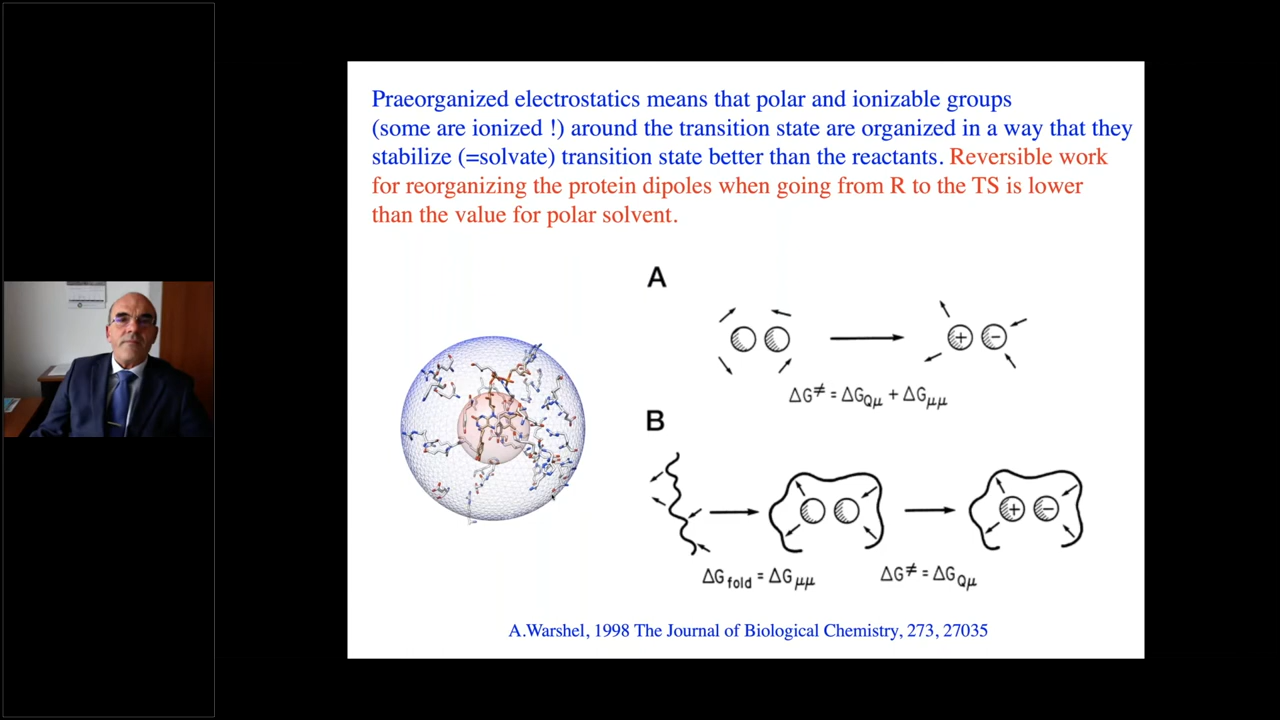 Praeorganized electrostatics means that polar and ionizable groups
(some are ionized !) around the transition state are organized in a way that they
stabilize (=solvate) transition state better than the reactants. Reversible work
for reorganizing the protein dipoles when going from R to the TS is lower
than the value for polar solvent.
A
+ −
ΔG≠ = ΔGQμ + ΔGμμ
B
+ −
ΔGfold = ΔGμμ
ΔG≠ = ΔGQμ
A.Warshel, 1998 The Journal of Biological Chemistry, 273, 27035